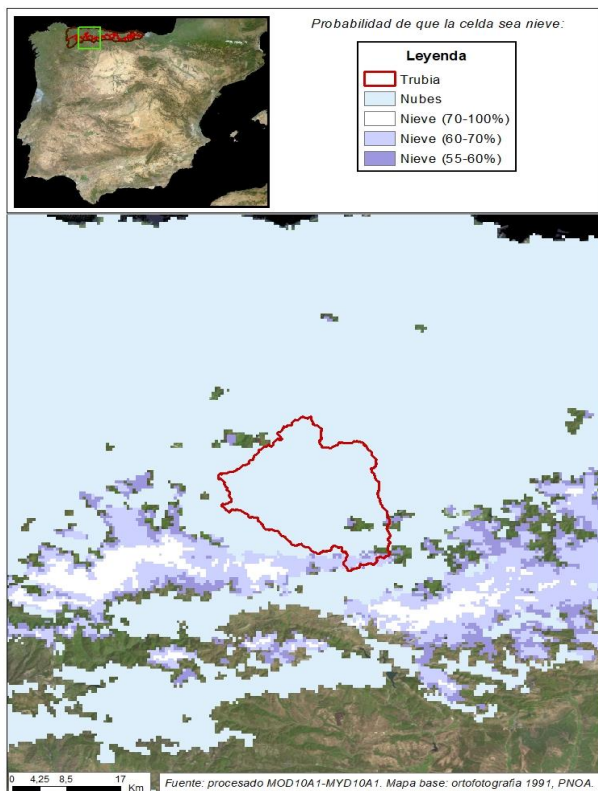 Probabilidad de que la celda sea nieve:
Leyenda
Trubia
Nubes
Nieve (70-100%)
Nieve (60-70%)
Nieve (55-60%)
0 4,25 8,5 17
Km
Fuente: procesado MOD10A1-MYD10A1. Mapa base: ortofotografia 1991, PNOA.